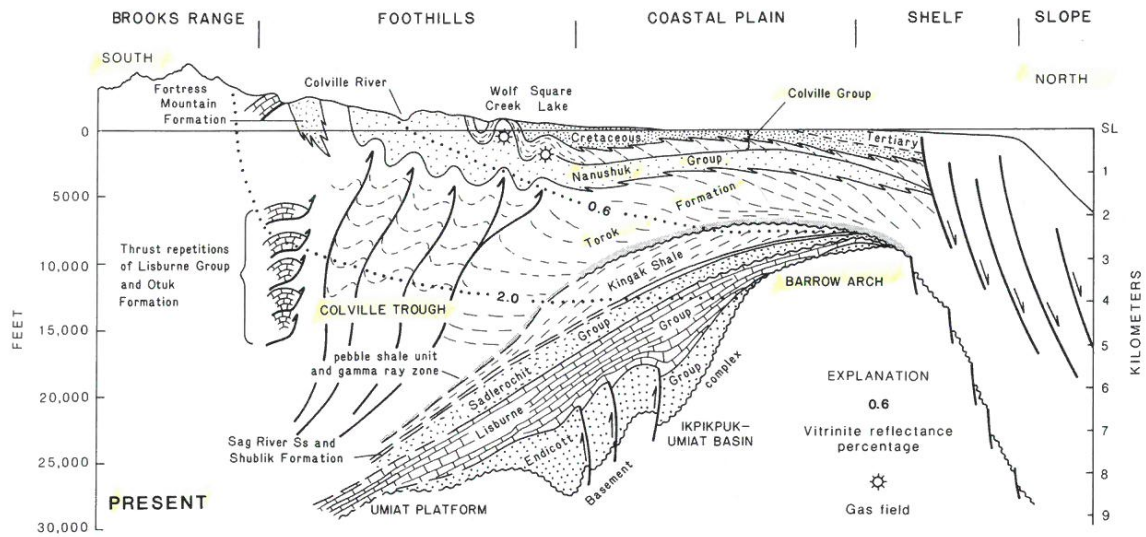 BROOKS RANGE
FOOTHILLS
COASTAL PLAIN
SHELF
SLOPE
SOUTH
NORTH
Fortress
Mountain
Formation
Colville River
Wolf
Creek
Square
Lake
Colville Group
0
5000
10,000
15,000
20,000
25,000
30,000
FEET
SL
1
2
3
4
5
6
7
8
9
KILOMETERS
Cretaceous
Tertiary
Nanushuk Group
Torok Formation
0.6
2.0
Thrust repetitions
of Lisburne Group
and Otuk
Formation
COLVILLE TROUGH
BARROW ARCH
Kingak Shale
pebble shale unit
and gamma ray zone
Sadlerochit Group
Lisburne Group
Endicott Group
Basement complex
Sag River Ss and
Shublik Formation
IKPIKPUK–
UMIAT BASIN
UMIAT PLATFORM
PRESENT
EXPLANATION
0.6
Vitrinite reflectance
percentage
Gas field